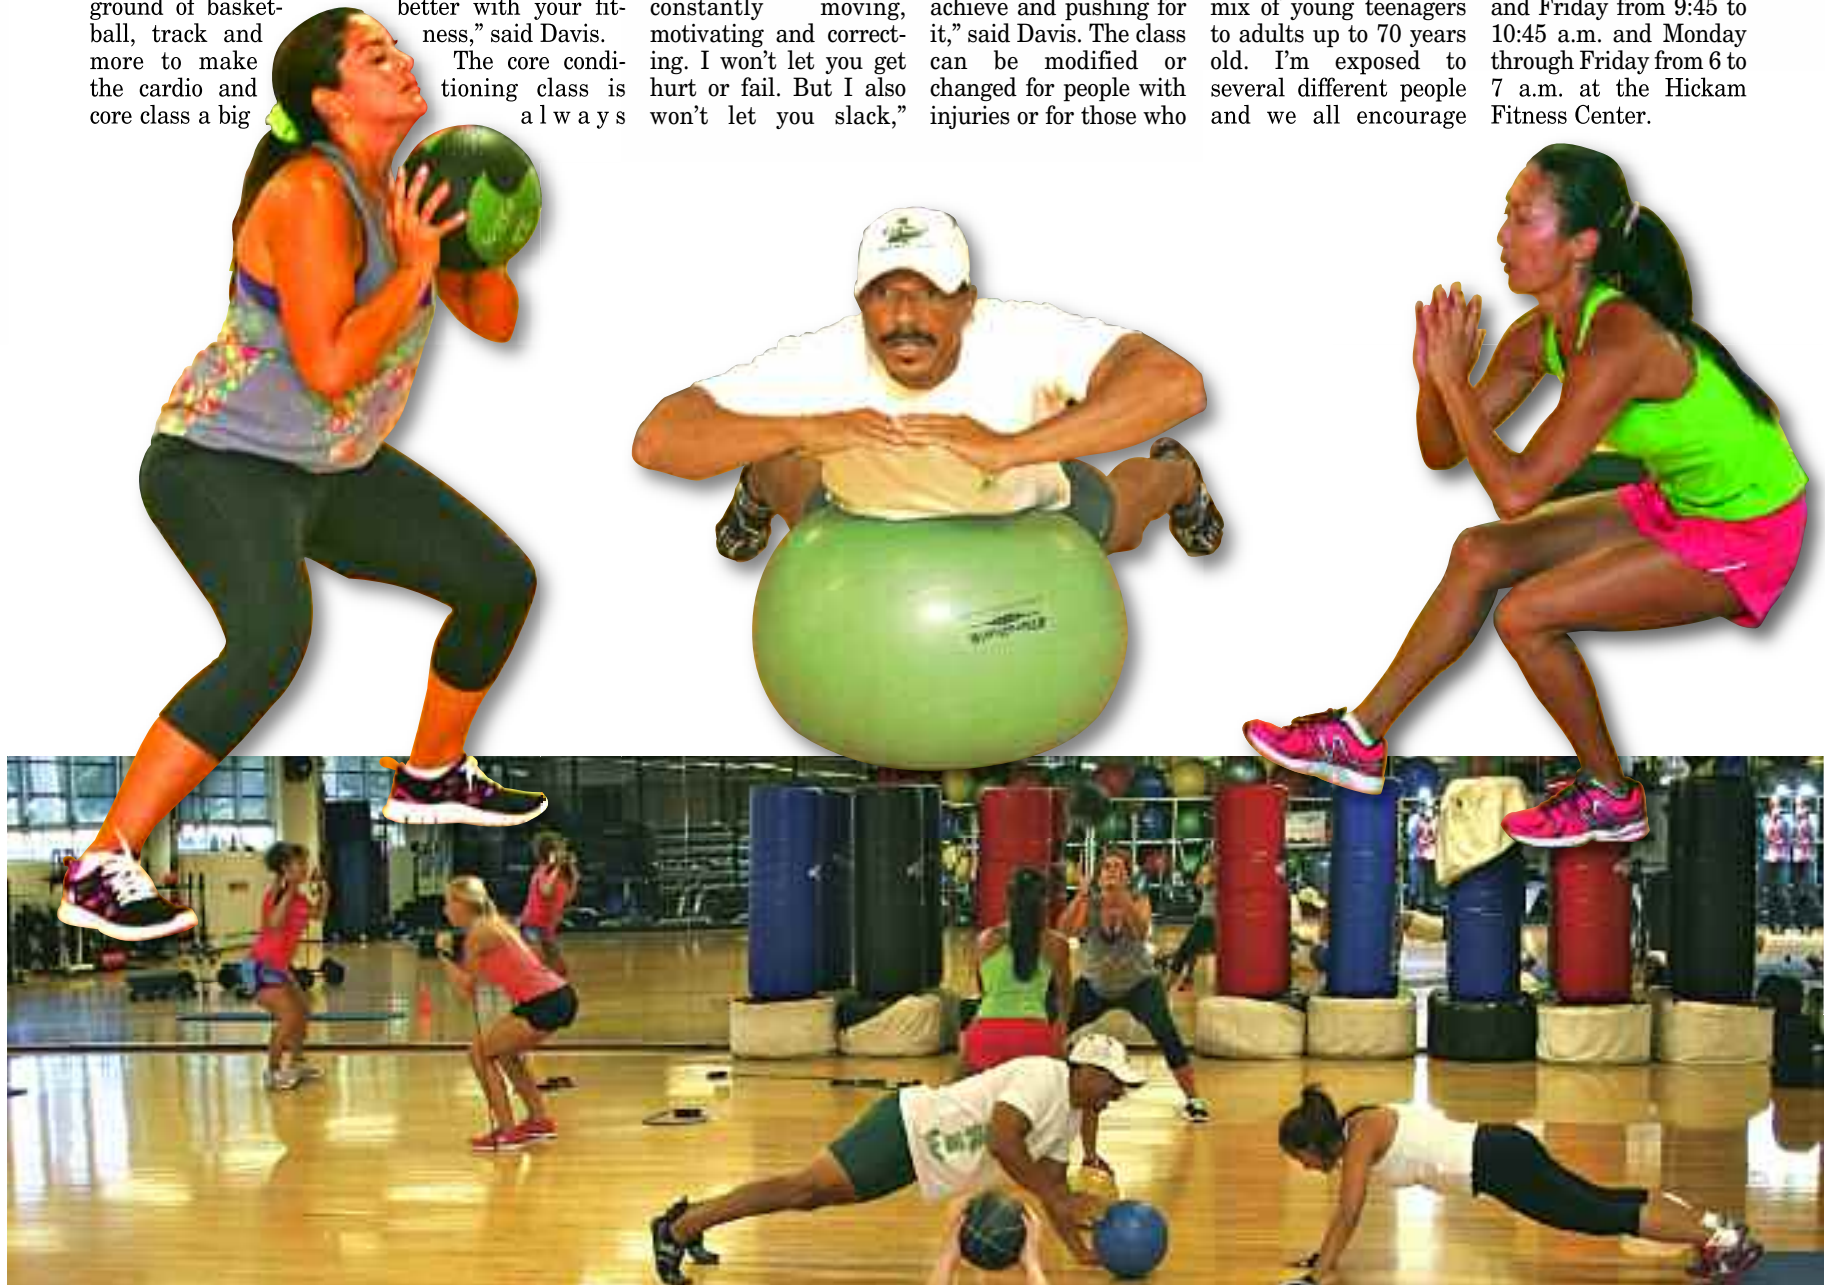 ground of basket-
ball, track and
more to make
the cardio and
core class a big
better with your fit-
ness,” said Davis.
The core condi-
tioning class is
always
constantly moving,
motivating and correct-
ing. I won’t let you get
hurt or fail. But I also
won’t let you slack,”
achieve and pushing for
it,” said Davis. The class
can be modified or
changed for people with
injuries or for those who
mix of young teenagers
to adults up to 70 years
old. I’m exposed to
several different people
and we all encourage
and Friday from 9:45 to
10:45 a.m. and Monday
through Friday from 6 to
7 a.m. at the Hickam
Fitness Center.